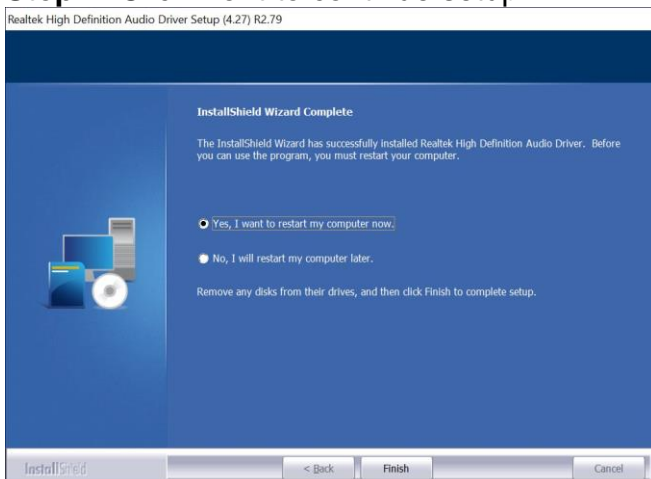 Realtek High Definition Audio Driver Setup (4.27) R2.79
InstallShield Wizard Complete
The InstallShield Wizard has successfully installed Realtek High Definition Audio Driver. Before
you can use the program, you must restart your computer.
Yes, I want to restart my computer now.
No, I will restart my computer later.
Remove any disks from their drives, and then click Finish to complete setup.
InstallShield
< Back
Finish
Cancel